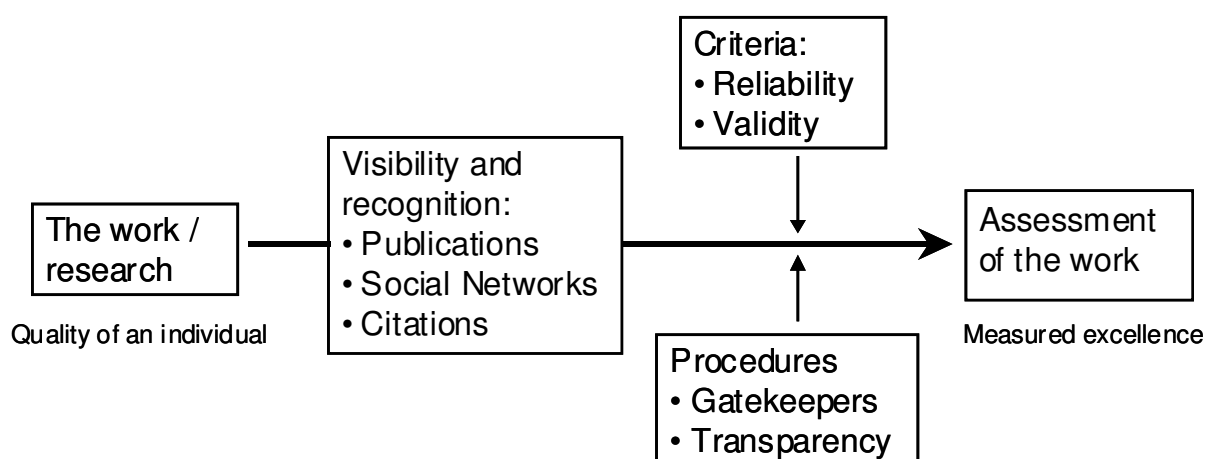 The work /
research
Quality of an individual
Visibility and
recognition:
• Publications
• Social Networks
• Citations
Criteria:
• Reliability
• Validity
Procedures
• Gatekeepers
• Transparency
Assessment
of the work
Measured excellence